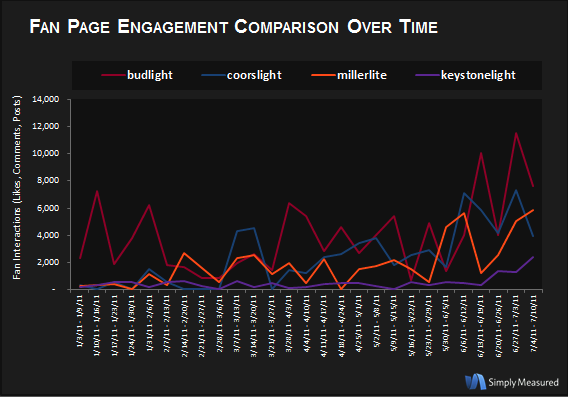 FAN PAGE ENGAGEMENT COMPARISON OVER TIME
budlight coorslight millerlite keystonelight
Fan Interactions (Likes, Comments, Posts)
14,000
12,000
10,000
8,000
6,000
4,000
2,000
-
1/3/11 - 1/9/11
1/10/11 - 1/16/11
1/17/11 - 1/23/11
1/24/11 - 1/30/11
1/31/11 - 2/6/11
2/7/11 - 2/13/11
2/14/11 - 2/20/11
2/21/11 - 2/27/11
2/28/11 - 3/6/11
3/7/11 - 3/13/11
3/14/11 - 3/20/11
3/21/11 - 3/27/11
3/28/11 - 4/3/11
4/4/11 - 4/10/11
4/11/11 - 4/17/11
4/18/11 - 4/24/11
4/25/11 - 5/1/11
5/2/11 - 5/8/11
5/9/11 - 5/15/11
5/16/11 - 5/22/11
5/23/11 - 5/29/11
5/30/11 - 6/5/11
6/6/11 - 6/12/11
6/13/11 - 6/19/11
6/20/11 - 6/26/11
6/27/11 - 7/3/11
7/4/11 - 7/10/11
Simply Measured